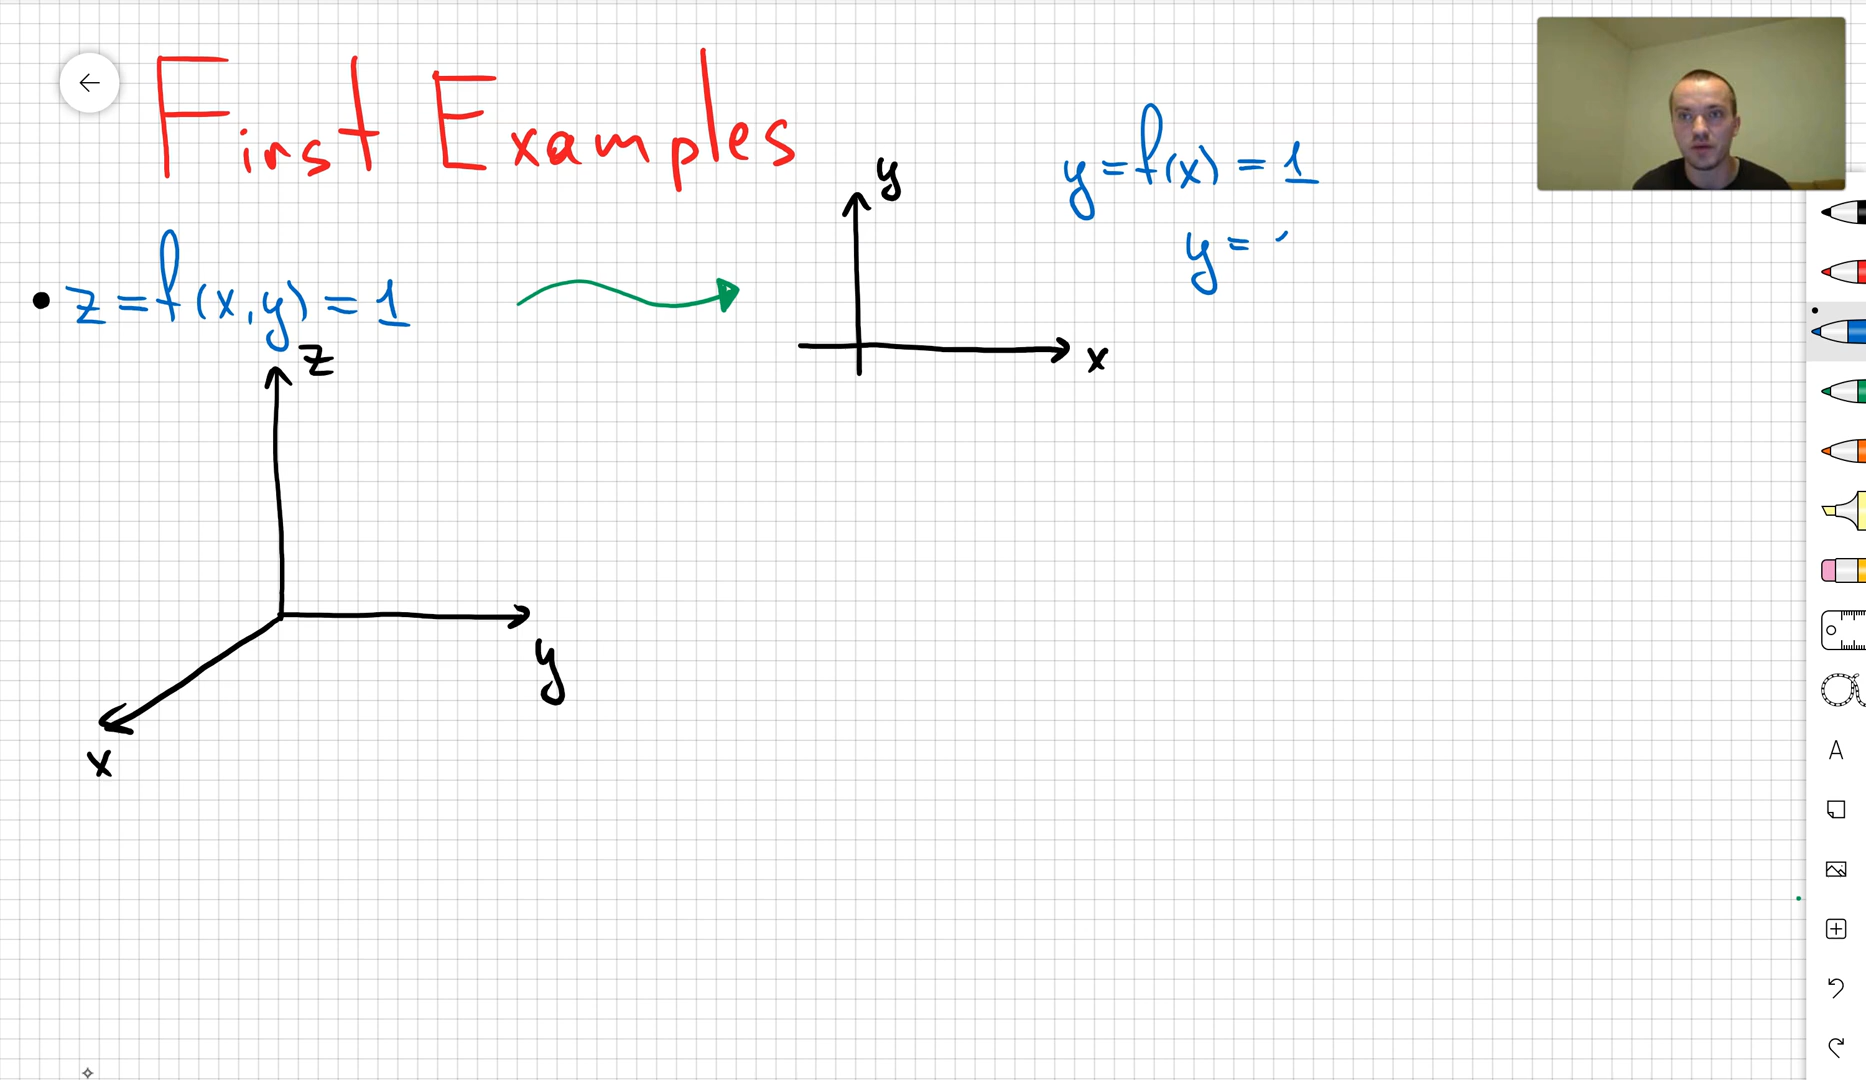 First Examples
y = f(x) = 1
y =
• z = f(x,y) = 1
y
x
z
y
x
A